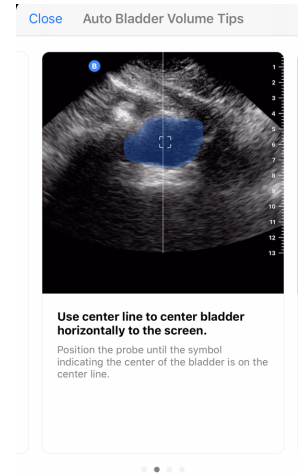 Close Auto Bladder Volume Tips
B
1
2
3
4
5
6
7
8
9
10
11
12
13
Use center line to center bladder
horizontally to the screen.
Position the probe until the symbol
indicating the center of the bladder is on the
center line.